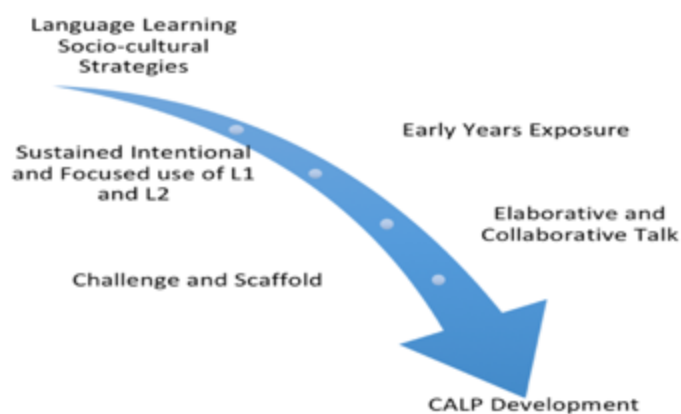 Language Learning
Socio-cultural
Strategies
Early Years Exposure
Sustained Intentional
and Focused use of L1
and L2
Elaborative and
Collaborative Talk
Challenge and Scaffold
CALP Development